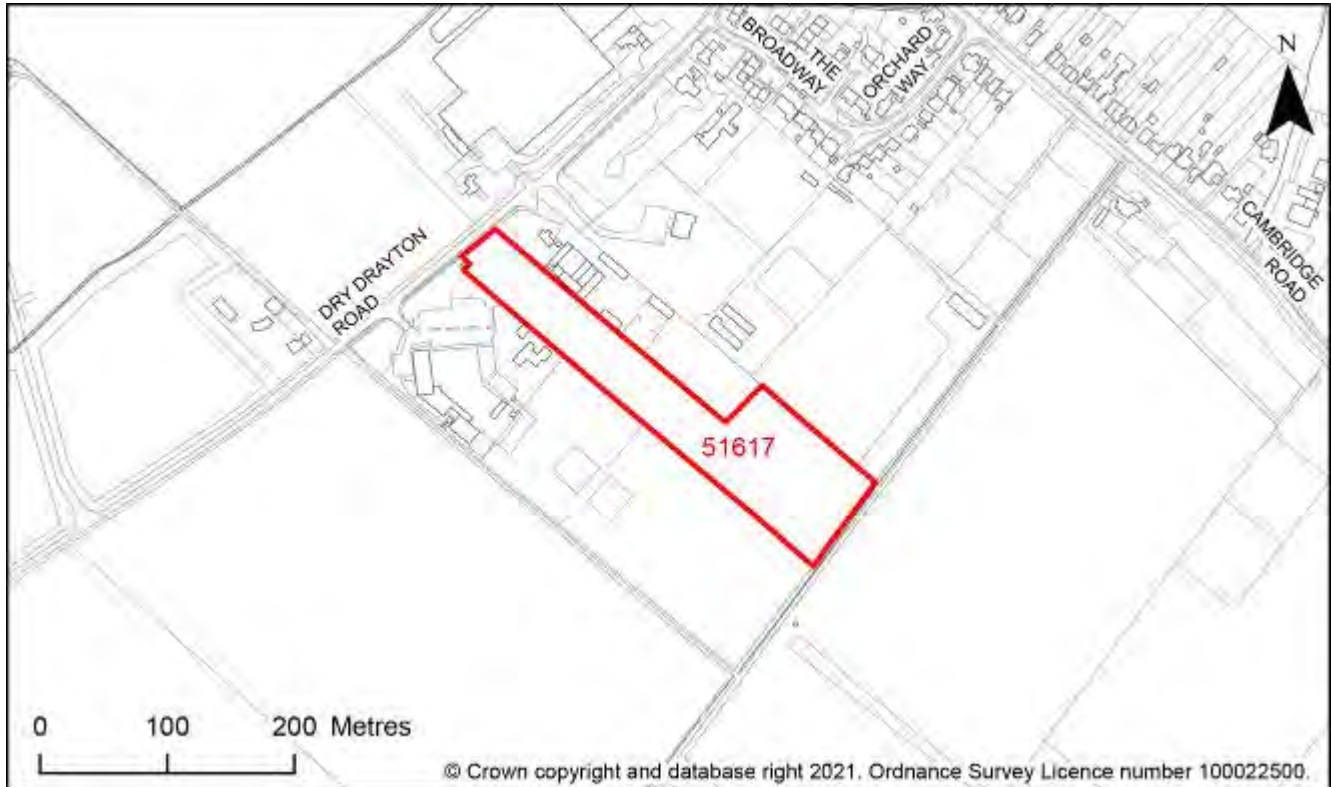 BROADWAY
THE
ORCHARD
WAY
N
DRY DRAYTON
ROAD
CAMBRIDGE
ROAD
51617
0 100 200 Metres
© Crown copyright and database right 2021. Ordnance Survey Licence number 100022500.